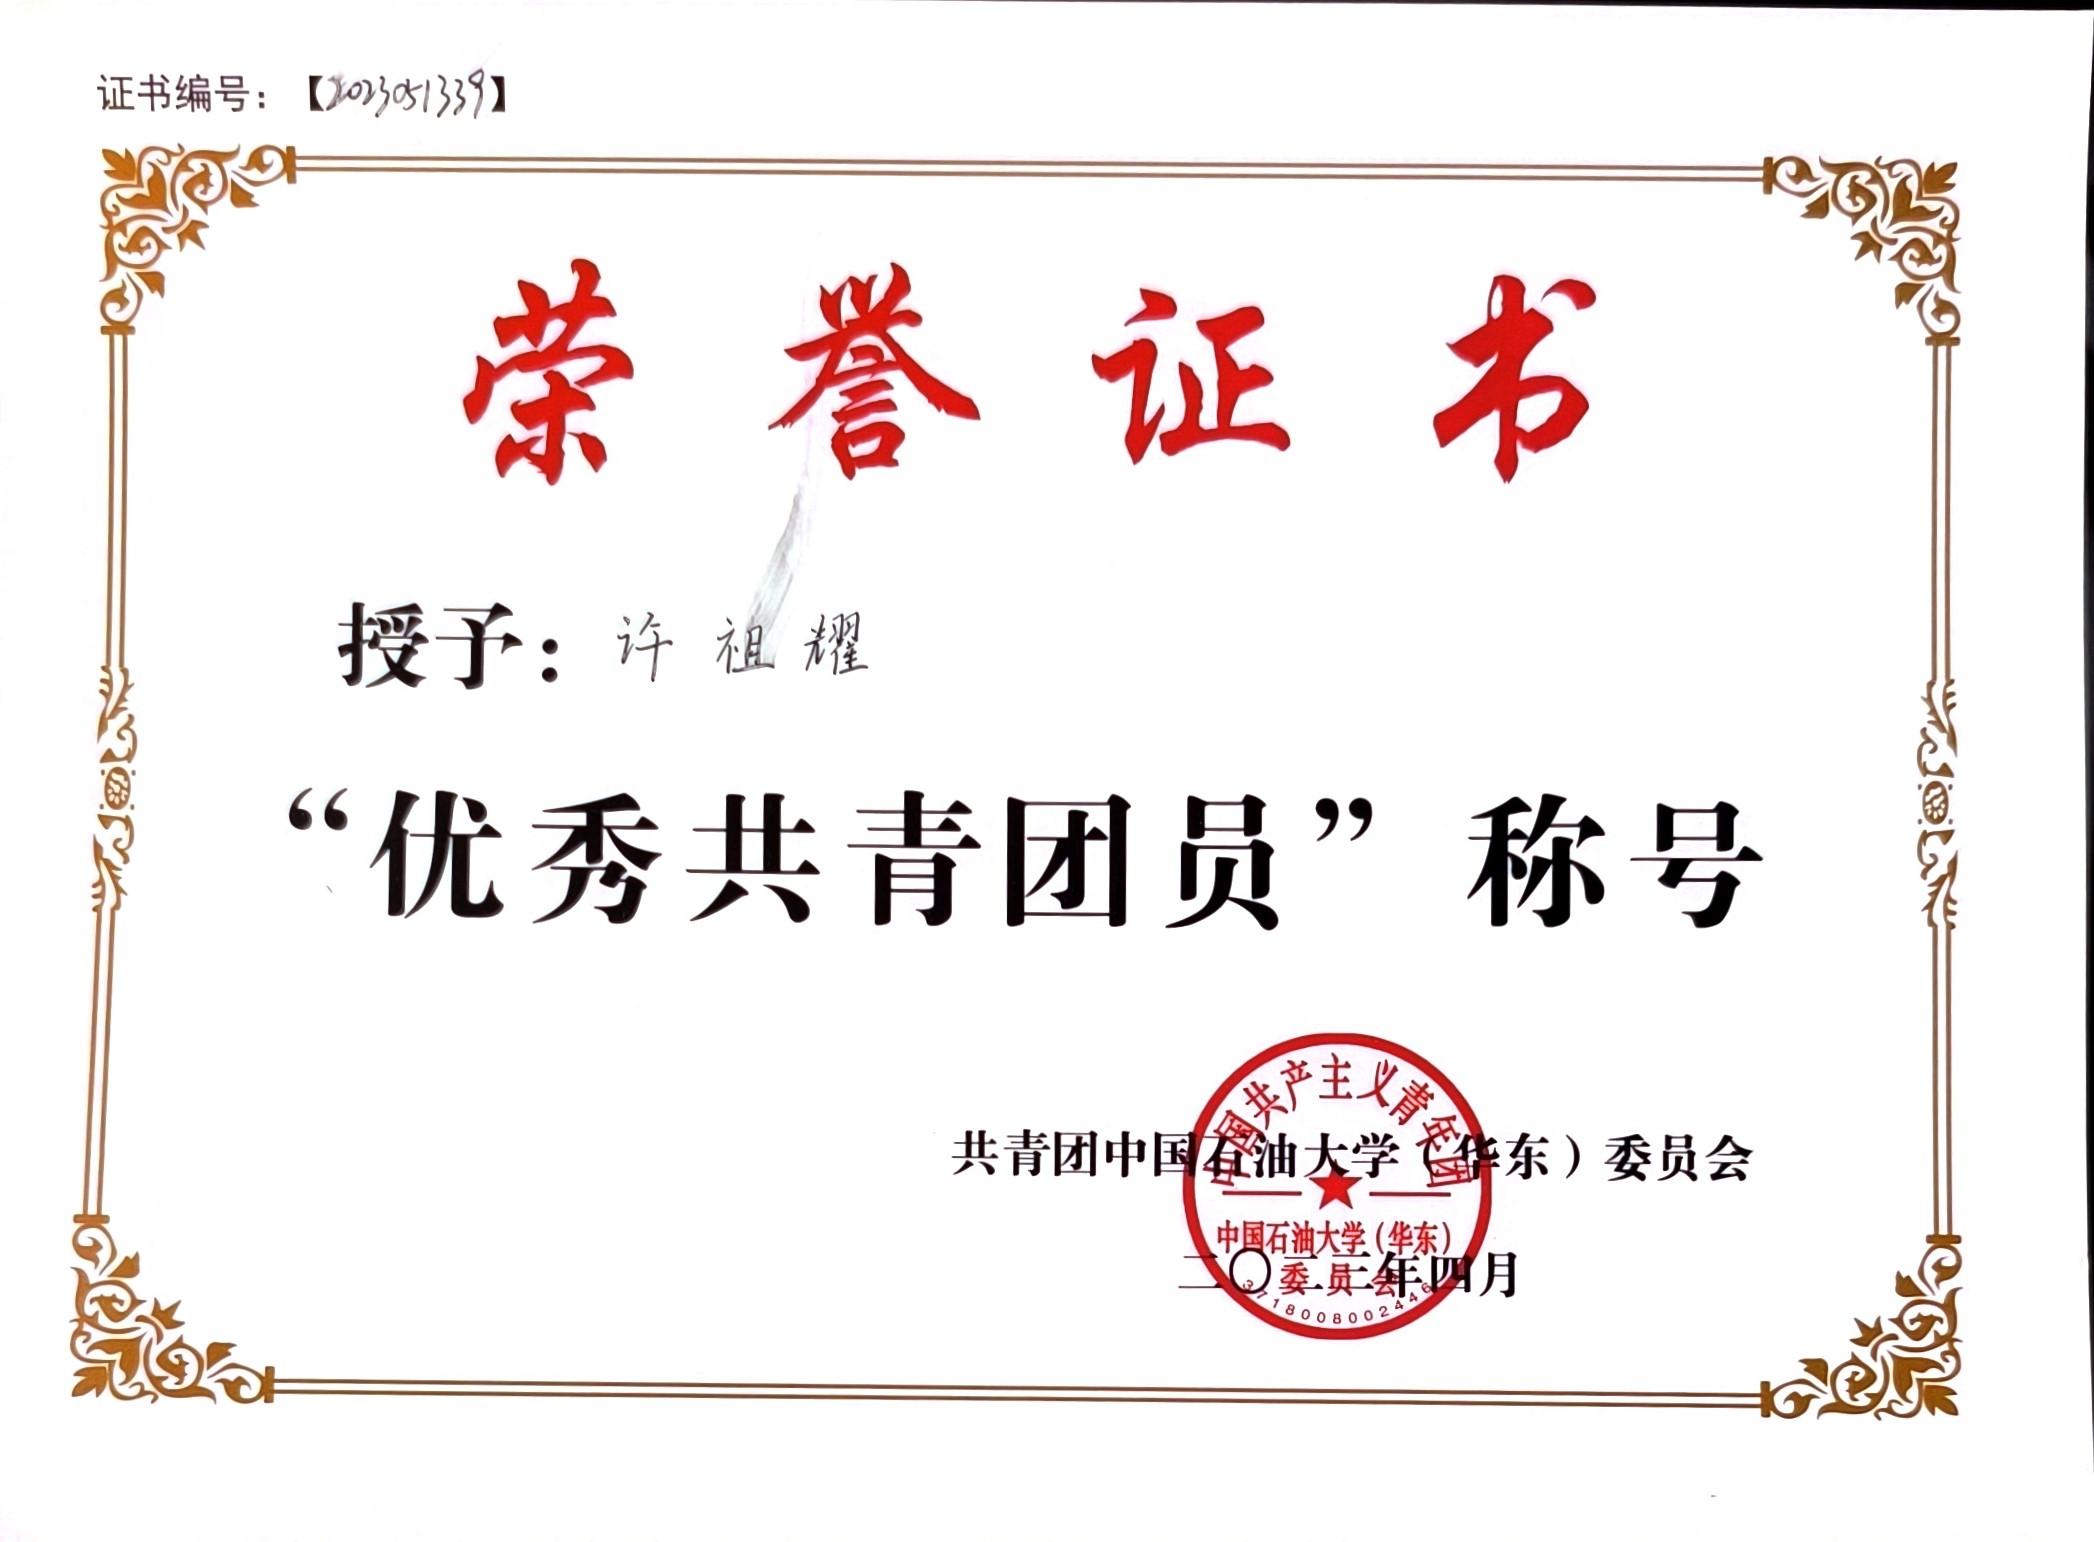 证书编号：【2023051339】
荣誉证书
授予：许祖耀
“优秀共青团员”称号
共青团中国石油大学（华东）委员会
二〇二三年四月
中国共产主义青年团
中国石油大学（华东）
委员会
3718008002446